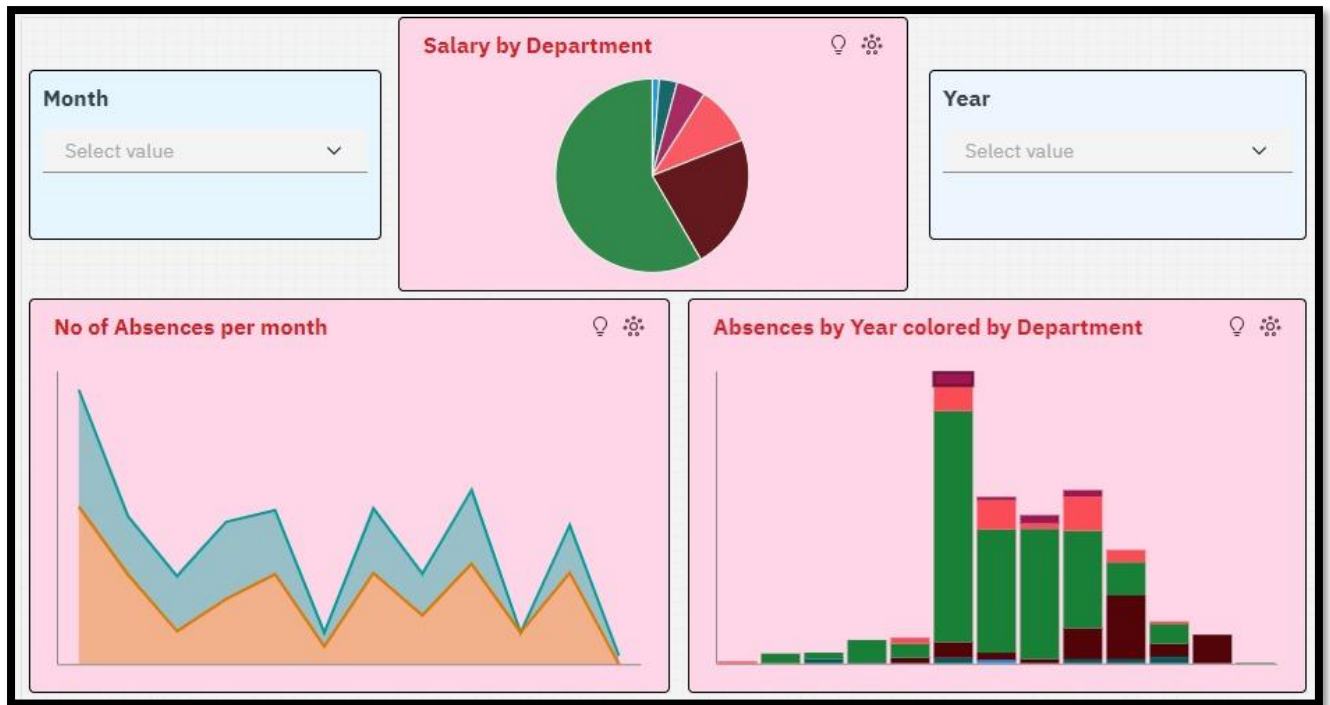 Salary by Department
Month
Select value
Year
Select value
No of Absences per month
Absences by Year colored by Department